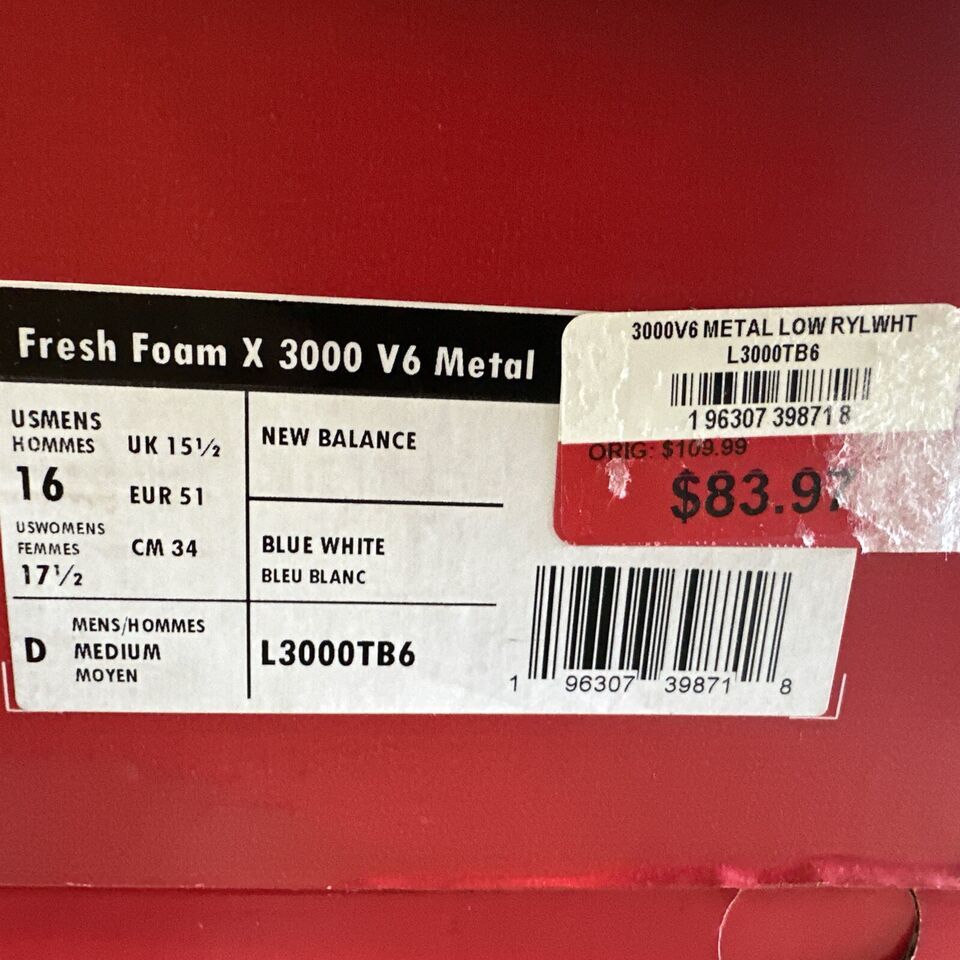 Fresh Foam X 3000 V6 Metal
USMENS
HOMMES
16
USWOMENS
FEMMES
17½
UK 15½
EUR 51
CM 34
D
MENS/HOMMES
MEDIUM
MOYEN
NEW BALANCE
BLUE WHITE
BLEU BLANC
L3000TB6
3000V6 METAL LOW RYLWHT
L3000TB6
1 96307 39871 8
ORIG: $109.99
$83.97
1 96307 39871 8